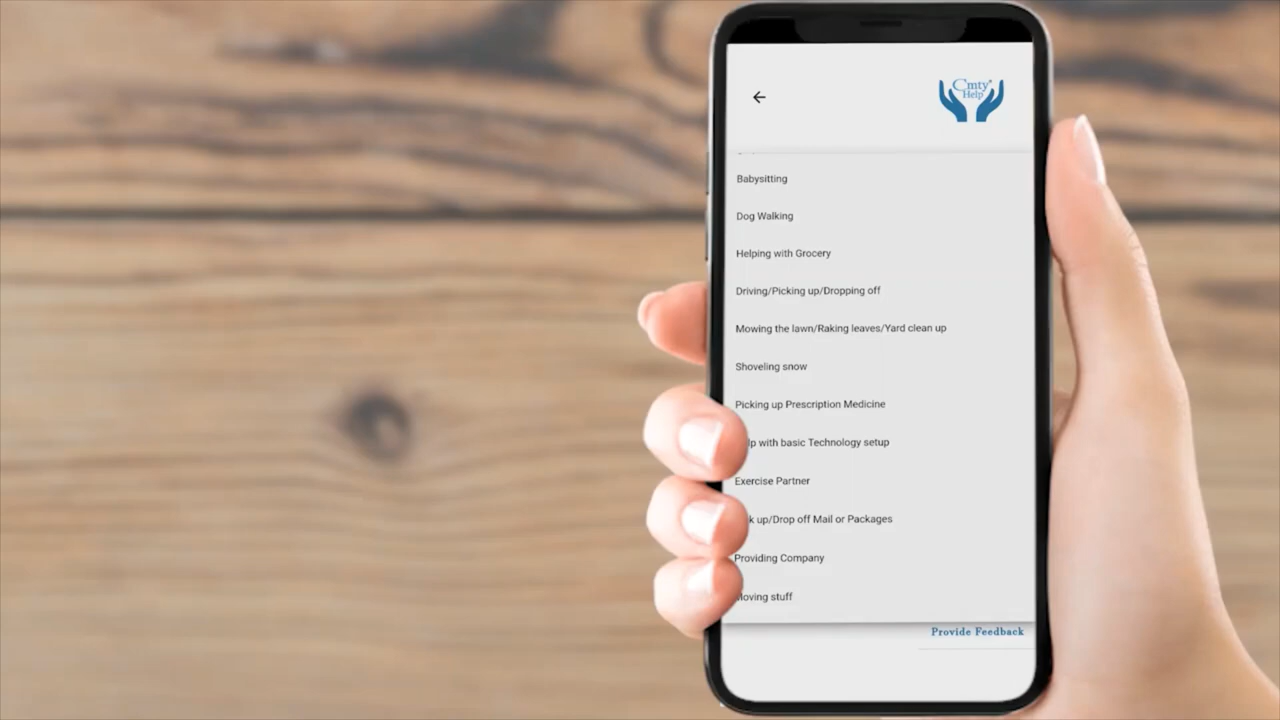 Cmty
Help
Babysitting
Dog Walking
Helping with Grocery
Driving/Picking up/Dropping off
Mowing the lawn/Raking leaves/Yard clean up
Shoveling snow
Picking up Prescription Medicine
lp with basic Technology setup
Exercise Partner
k up/Drop off Mail or Packages
Providing Company
Moving stuff
Provide Feedback